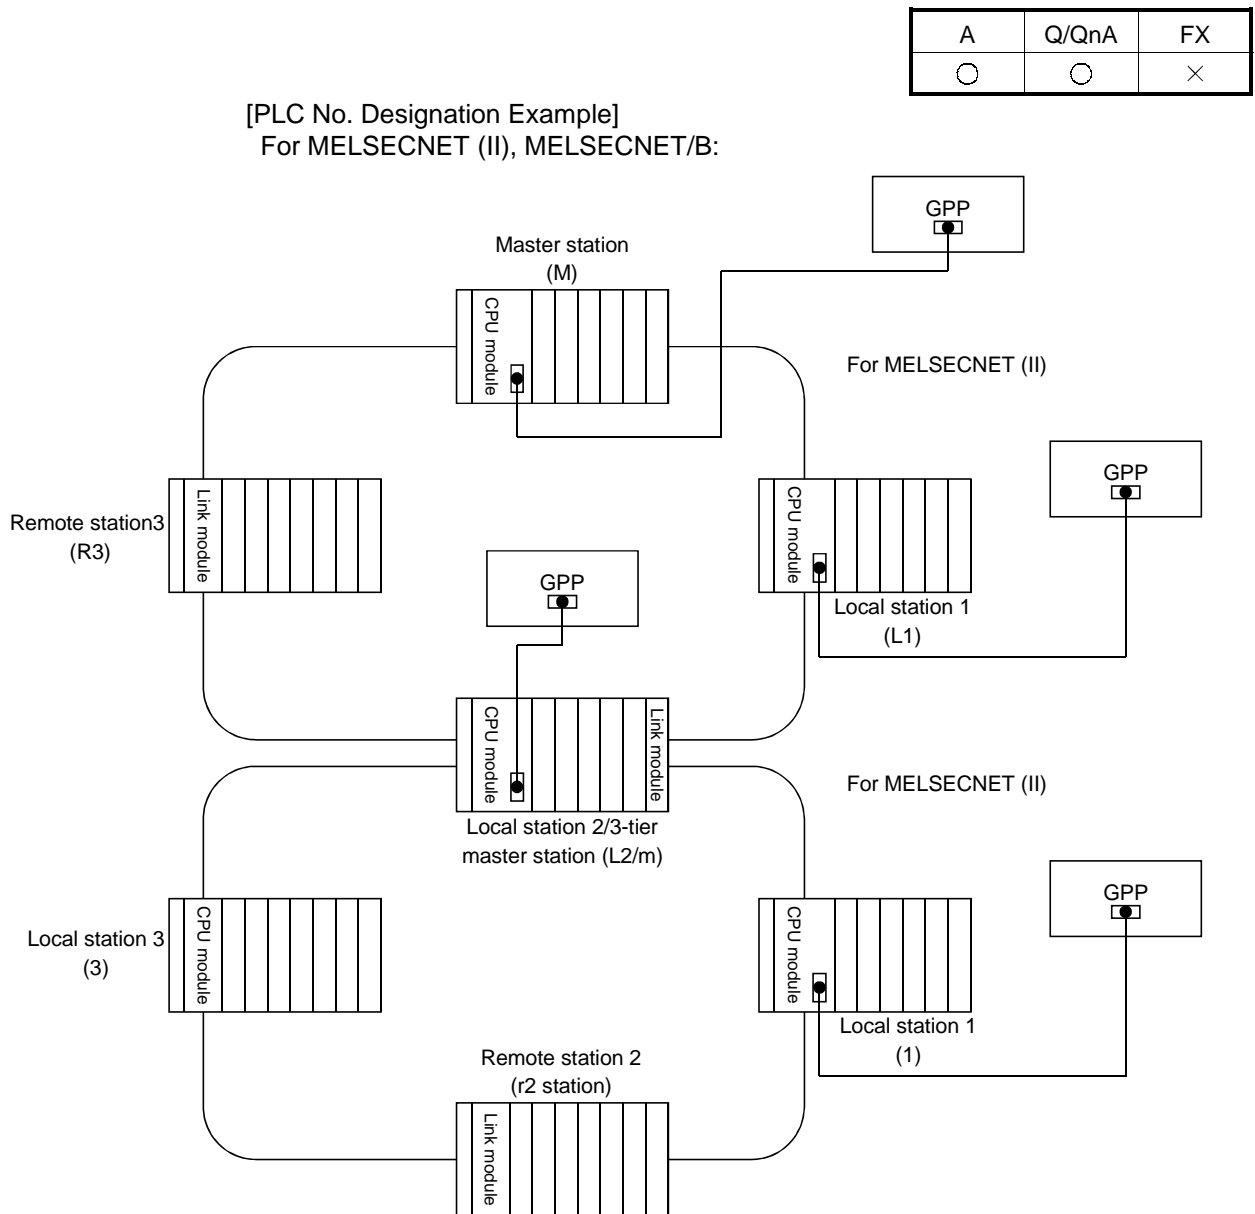 A Q/QnA FX
○ ○ ×
[PLC No. Designation Example]
For MELSECNET (II), MELSECNET/B:
GPP
Master station
(M)
CPU module
For MELSECNET (II)
GPP
Link module
CPU module
Remote station3
(R3)
GPP
Local station 1
(L1)
CPU module
Link module
For MELSECNET (II)
Local station 2/3-tier
master station (L2/m)
GPP
CPU module
CPU module
Local station 3
(3)
Local station 1
(1)
Remote station 2
(r2 station)
Link module